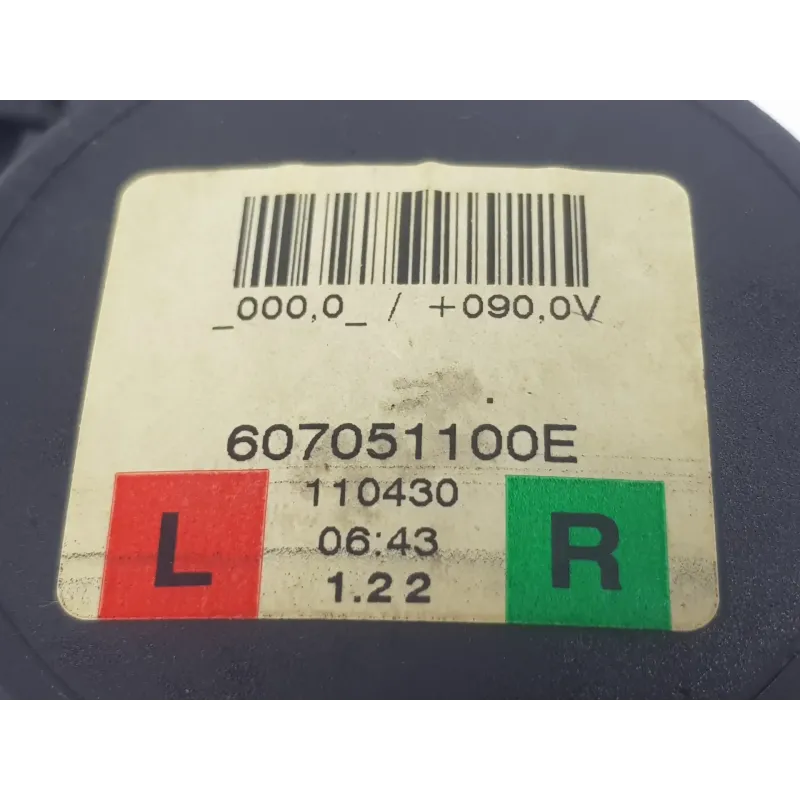 _000,0_ / +090,0V
607051100E
110430
L
06:43
R
1.22